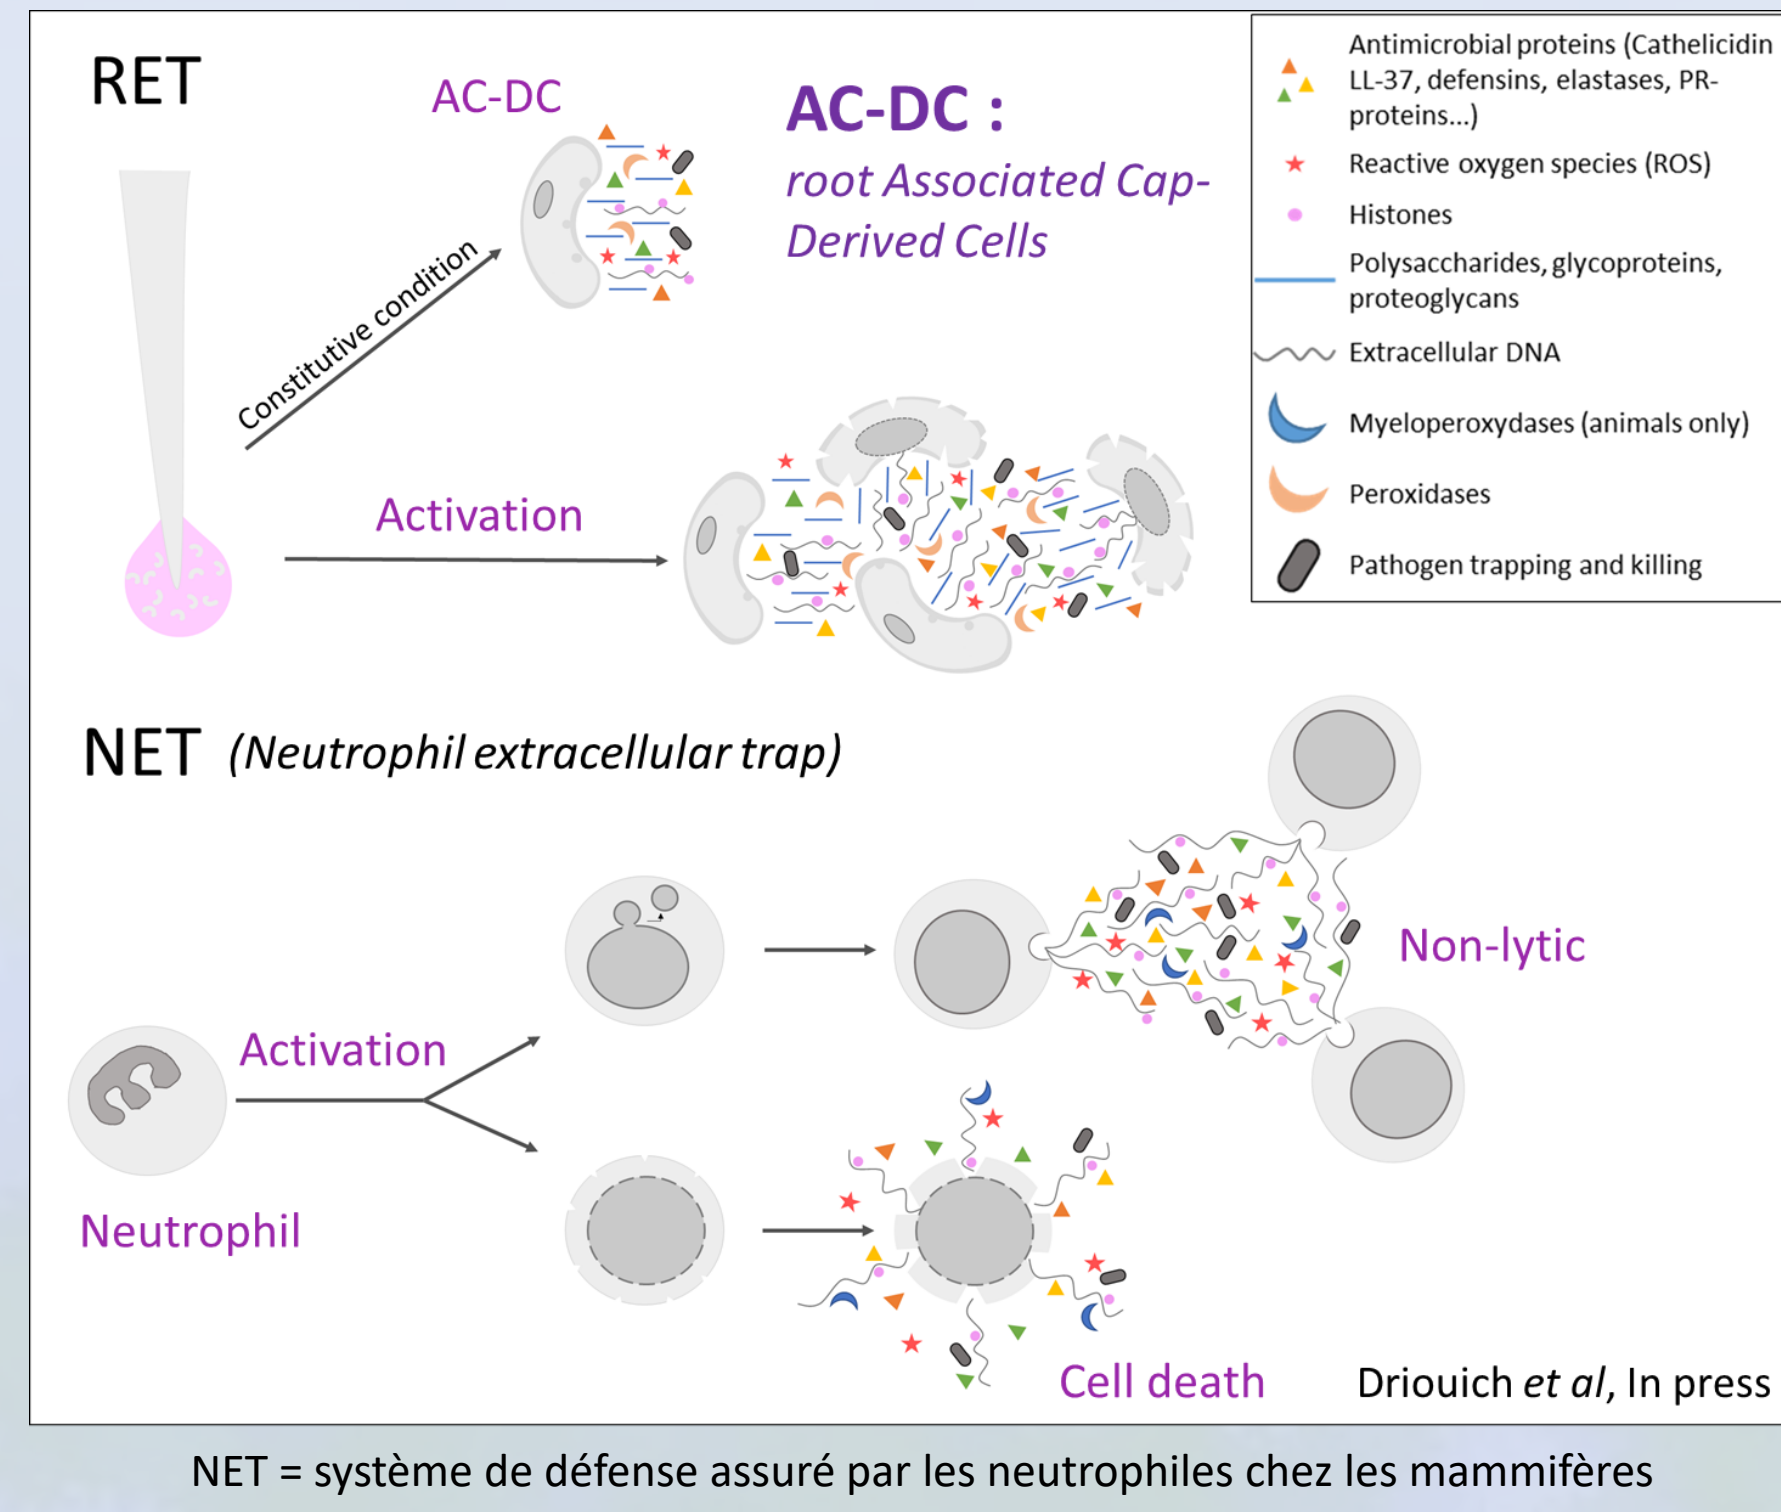 RET
AC-DC
AC-DC :
root Associated Cap-
Derived Cells
Constitutive condition
Activation
Antimicrobial proteins (Cathelicidin
LL-37, defensins, elastases, PR-
proteins...)
Reactive oxygen species (ROS)
Histones
Polysaccharides, glycoproteins,
proteoglycans
Extracellular DNA
Myeloperoxydases (animals only)
Peroxidases
Pathogen trapping and killing
NET (Neutrophil extracellular trap)
Non-lytic
Activation
Neutrophil
Cell death
Driouich et al, In press
NET = système de défense assuré par les neutrophiles chez les mammifères